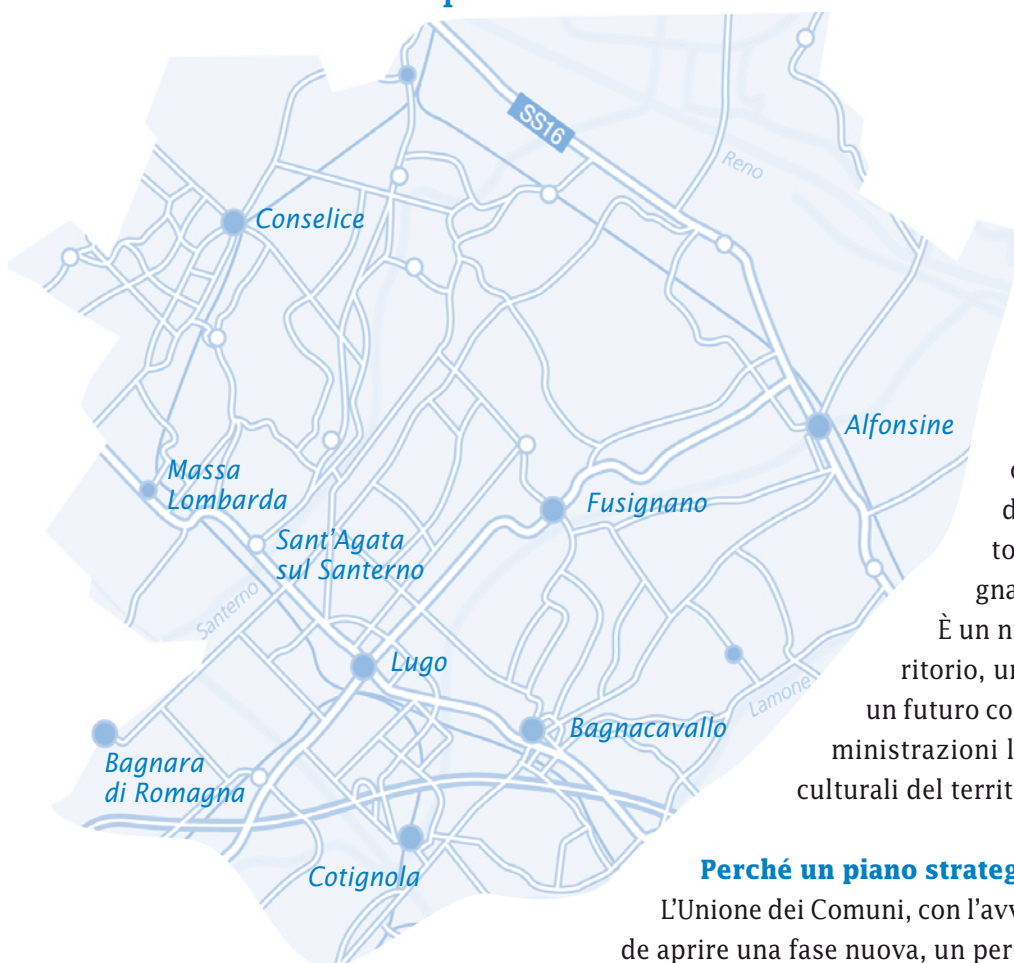 SS16
Reno
Conselice
Alfonsine
Massa
Lombarda
Fusignano
Sant'Agata
sul Santerno
Santerno
Lugo
Lamone
Bagnacavallo
Bagnara
di Romagna
Cotignola
to
gna
È un n
ritorio, un
un futuro co
ministrazioni l
culturali del territ
Perché un piano strateg
L'Unione dei Comuni, con l'avv
de aprire una fase nuova, un per